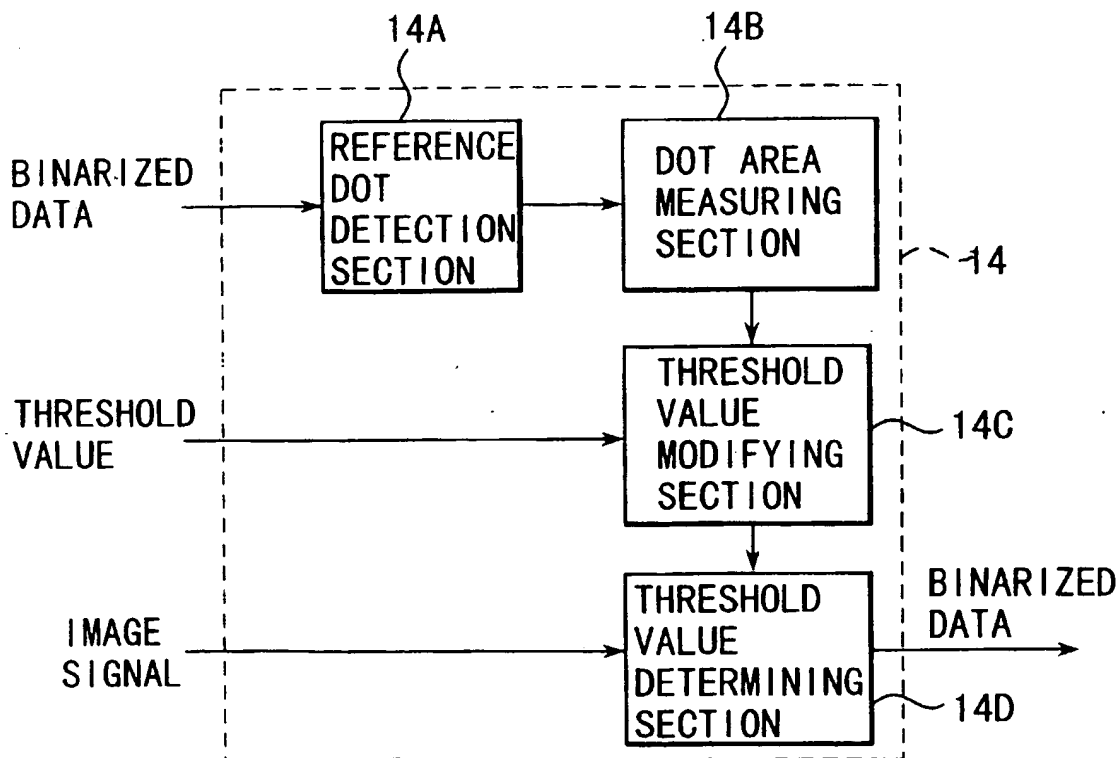 14A
14B
BINARIZED
DATA
REFERENCE
DOT
DETECTION
SECTION
DOT AREA
MEASURING
SECTION
14
THRESHOLD
VALUE
THRESHOLD
VALUE
MODIFYING
SECTION
14C
IMAGE
SIGNAL
THRESHOLD
VALUE
DETERMINING
SECTION
BINARIZED
DATA
14D